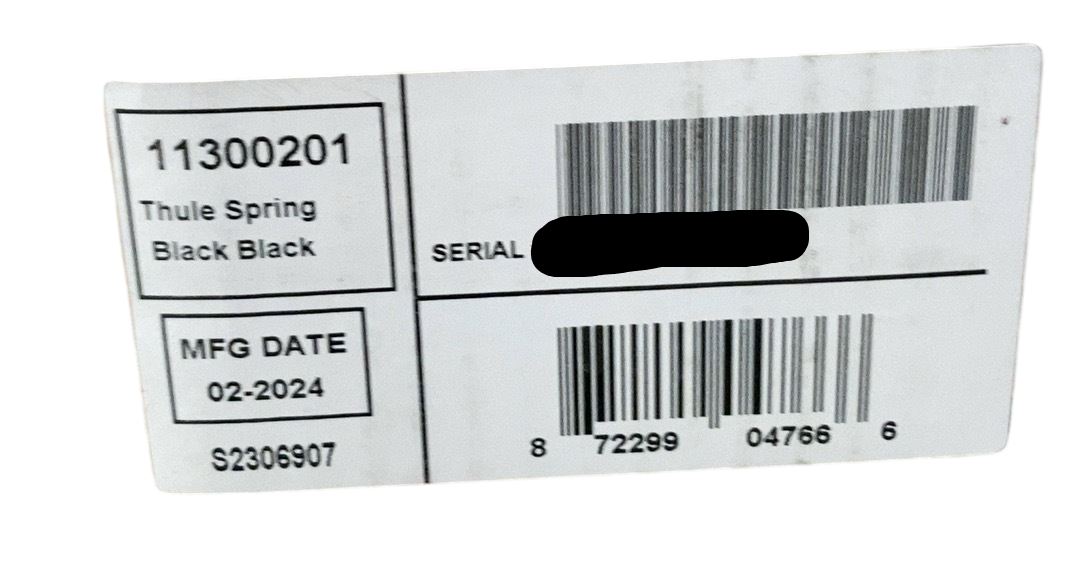 11300201
Thule Spring
Black Black
MFG DATE
02-2024
S2306907
SERIAL
8 72299 04766 6